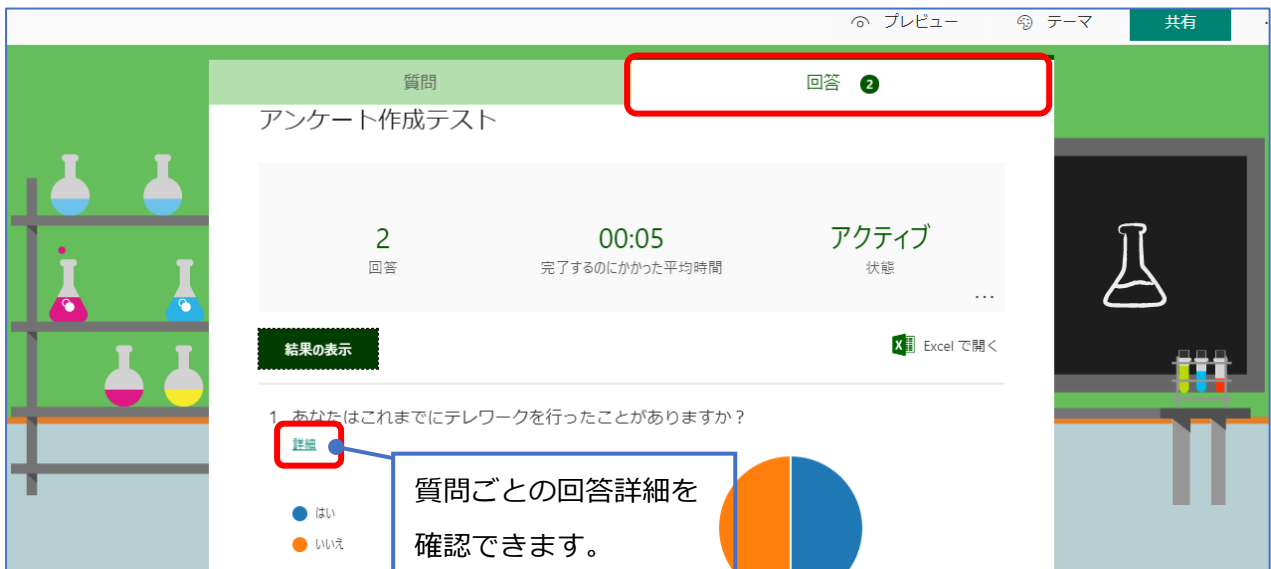 プレビュー テーマ 共有
質問 回答 2
アンケート作成テスト
2 00:05 アクティブ
回答 完了するのにかかった平均時間 状態
...
結果の表示 Excel で開く
1. あなたはこれまでにテレワークを行ったことがありますか？
詳細
質問ごとの回答詳細を
はい
いいえ
確認できます。